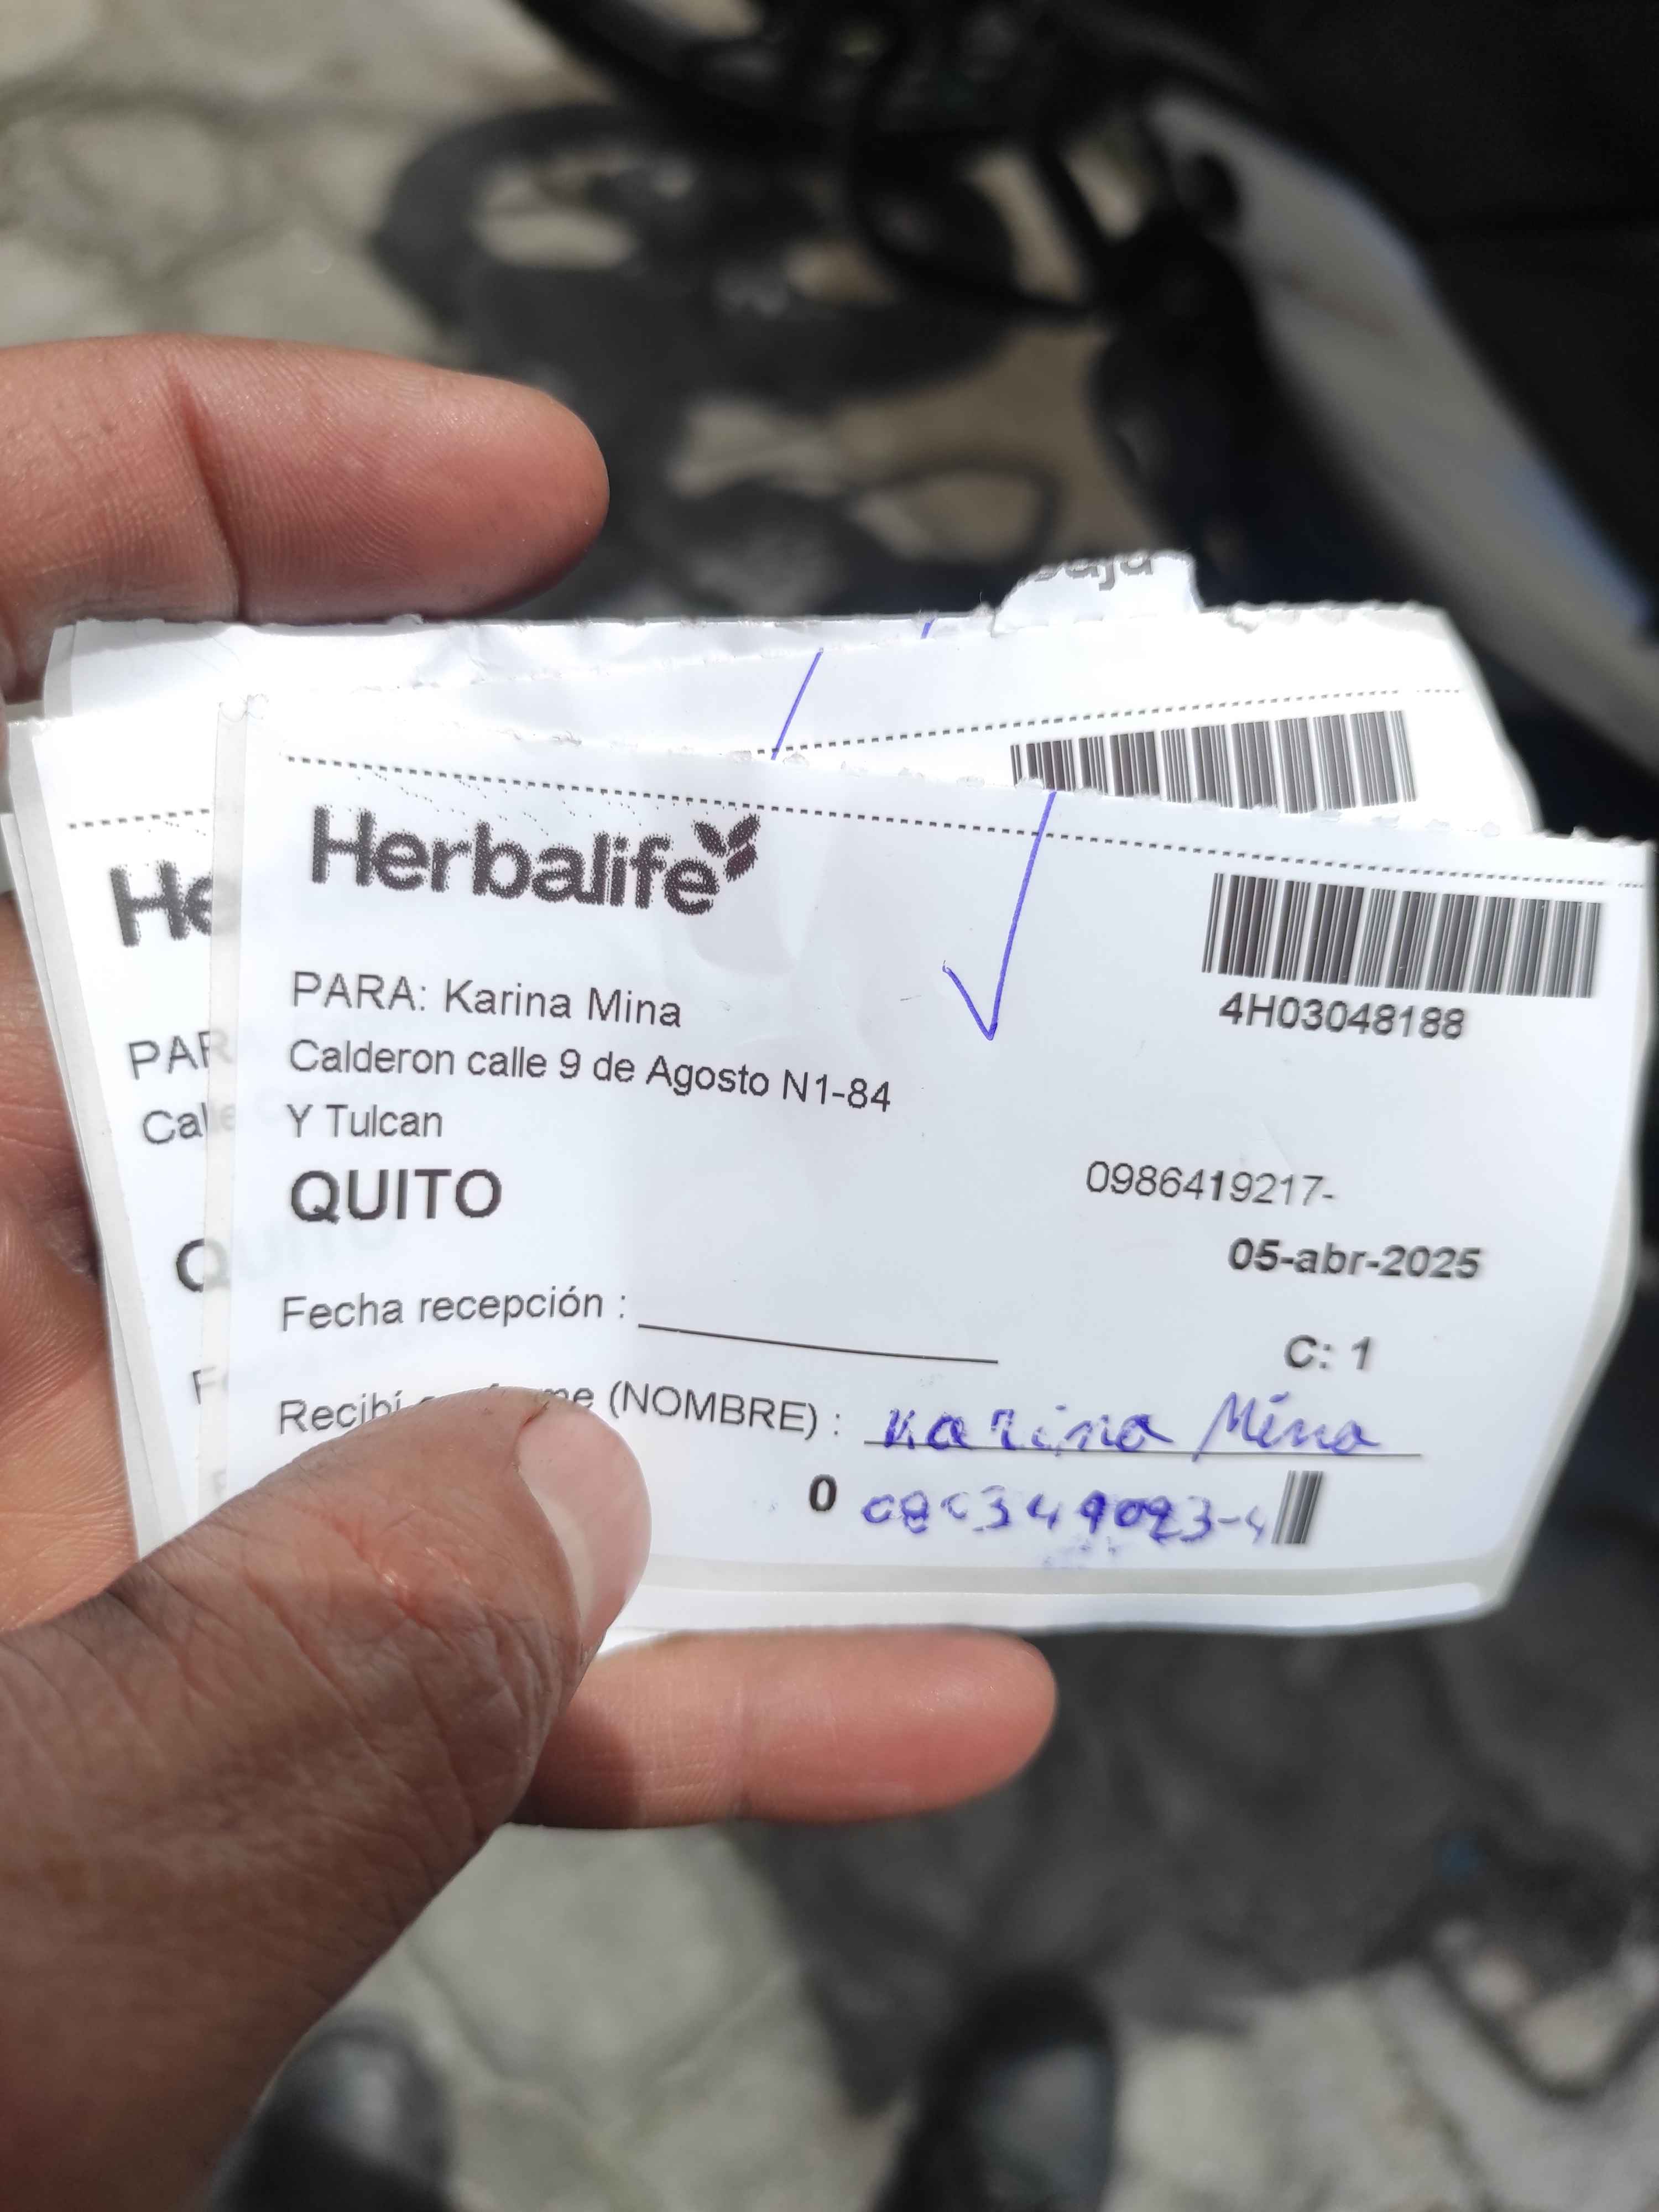 Herbalife
4H03048188
PARA: Karina Mina
Calderon calle 9 de Agosto N1-84
Y Tulcan
QUITO
0986419217-
05-abr-2025
Fecha recepción :
C: 1
Recibí (NOMBRE) : Karina Mina
0